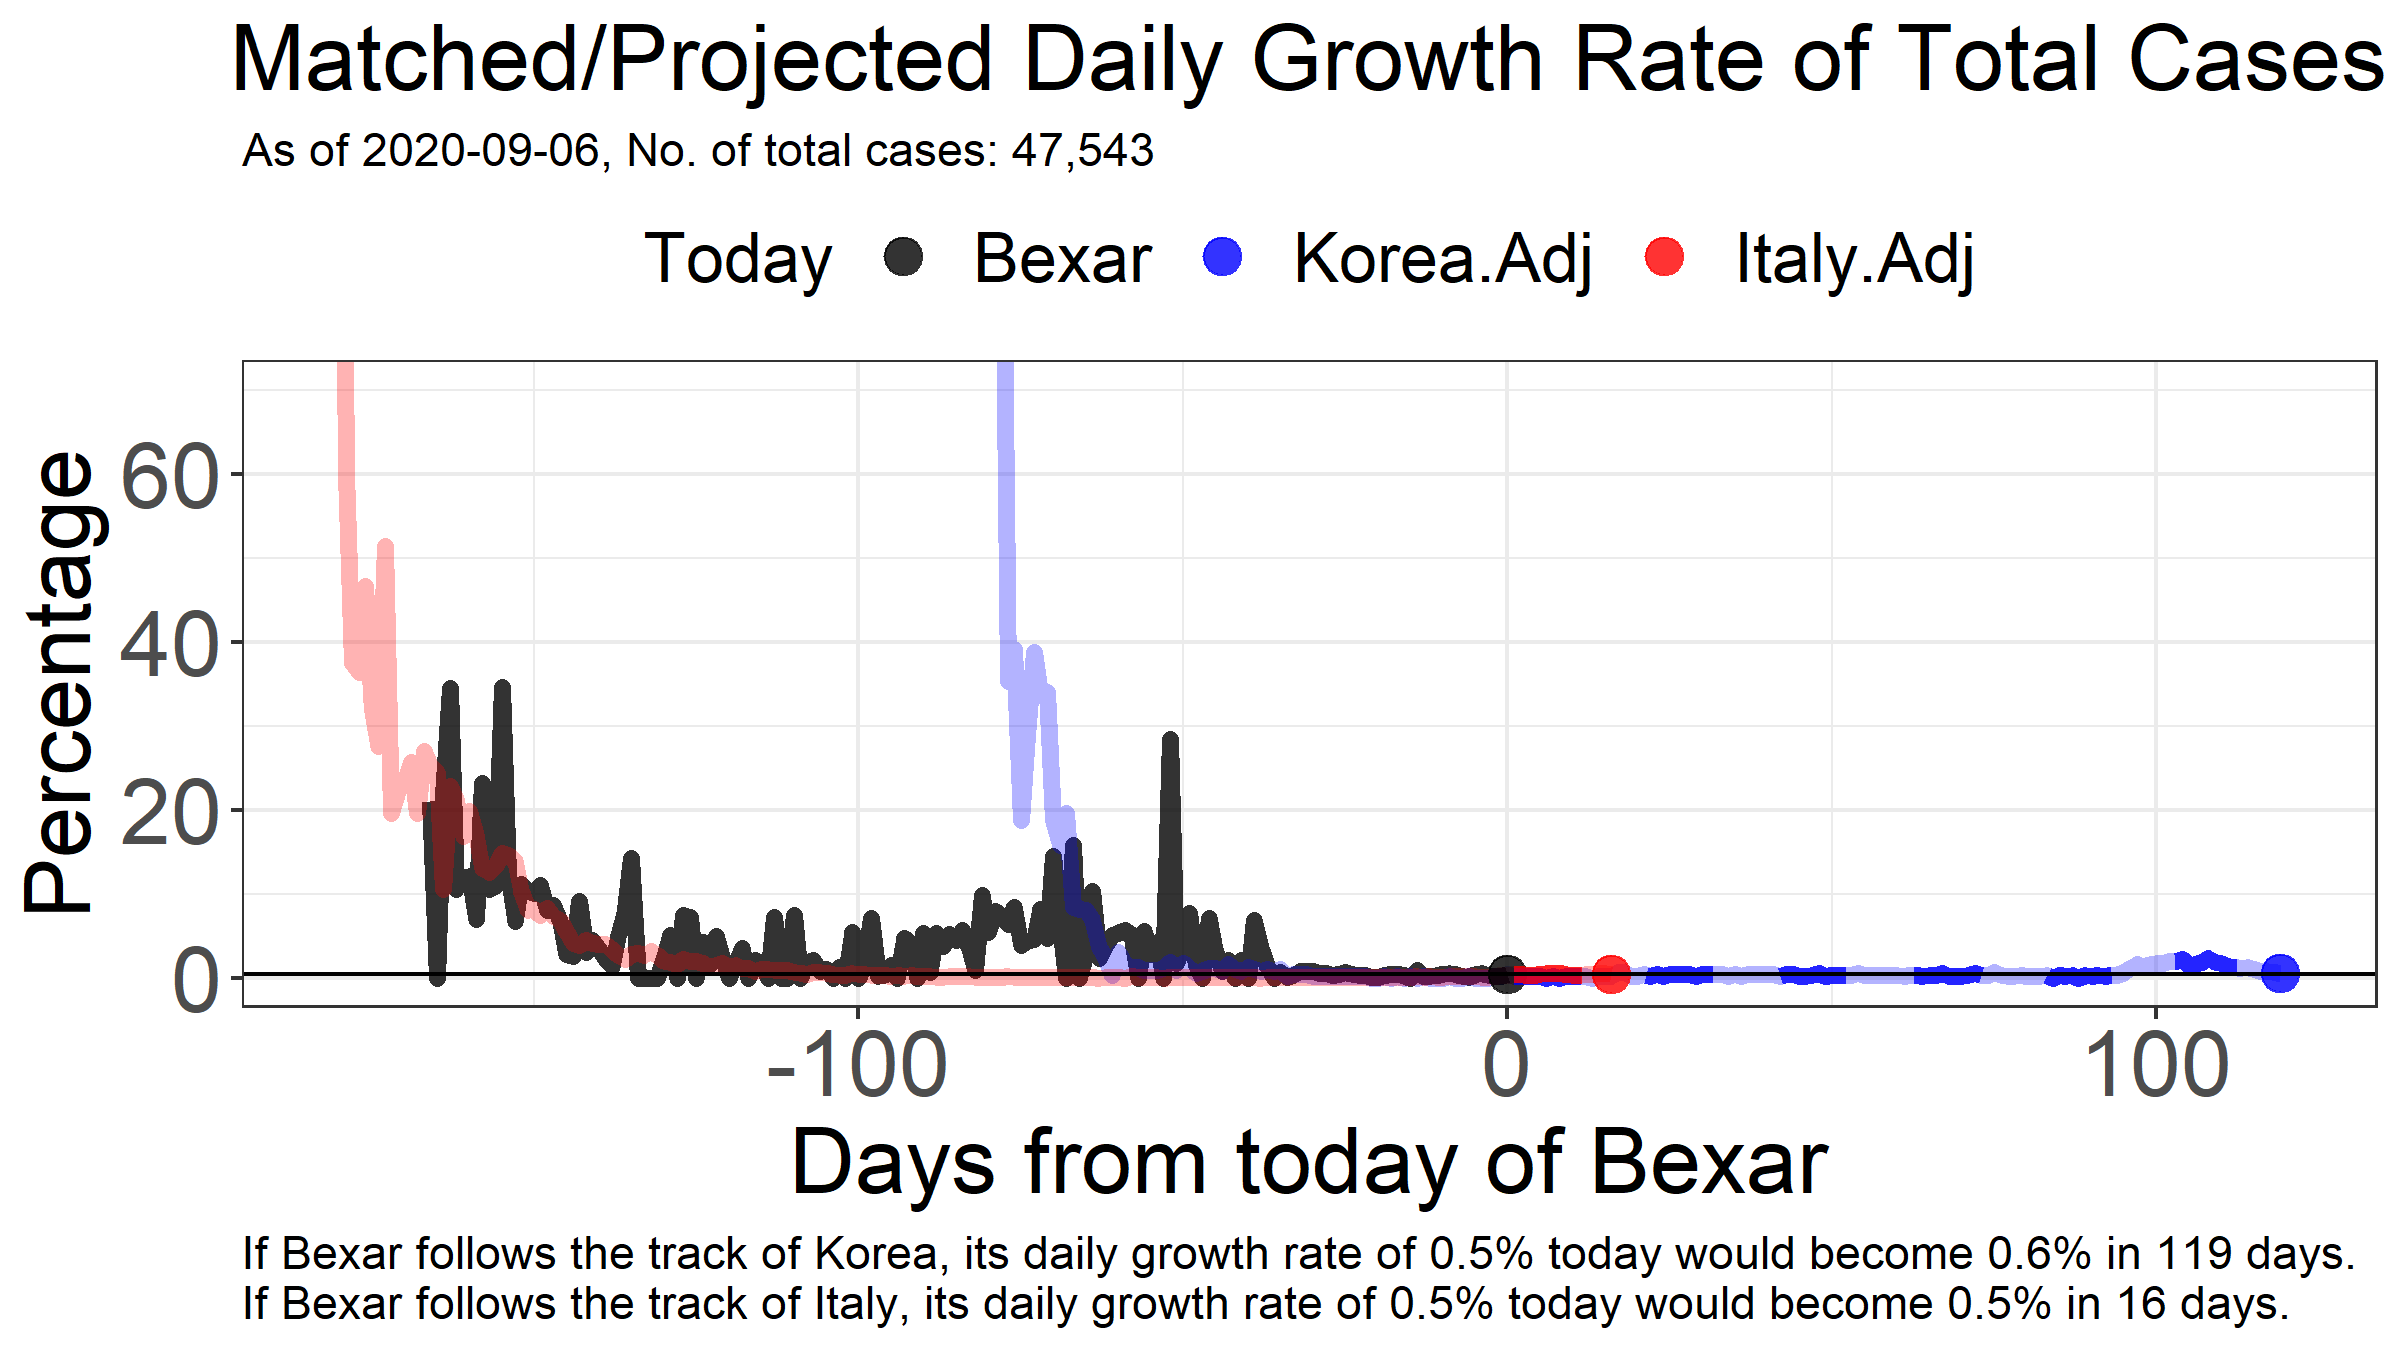 Matched/Projected Daily Growth Rate of Total Cases
As of 2020-09-06, No. of total cases: 47,543
Today Bexar Korea.Adj Italy.Adj
Percentage
60
40
20
0
-100 0 100
Days from today of Bexar
If Bexar follows the track of Korea, its daily growth rate of 0.5% today would become 0.6% in 119 days.
If Bexar follows the track of Italy, its daily growth rate of 0.5% today would become 0.5% in 16 days.